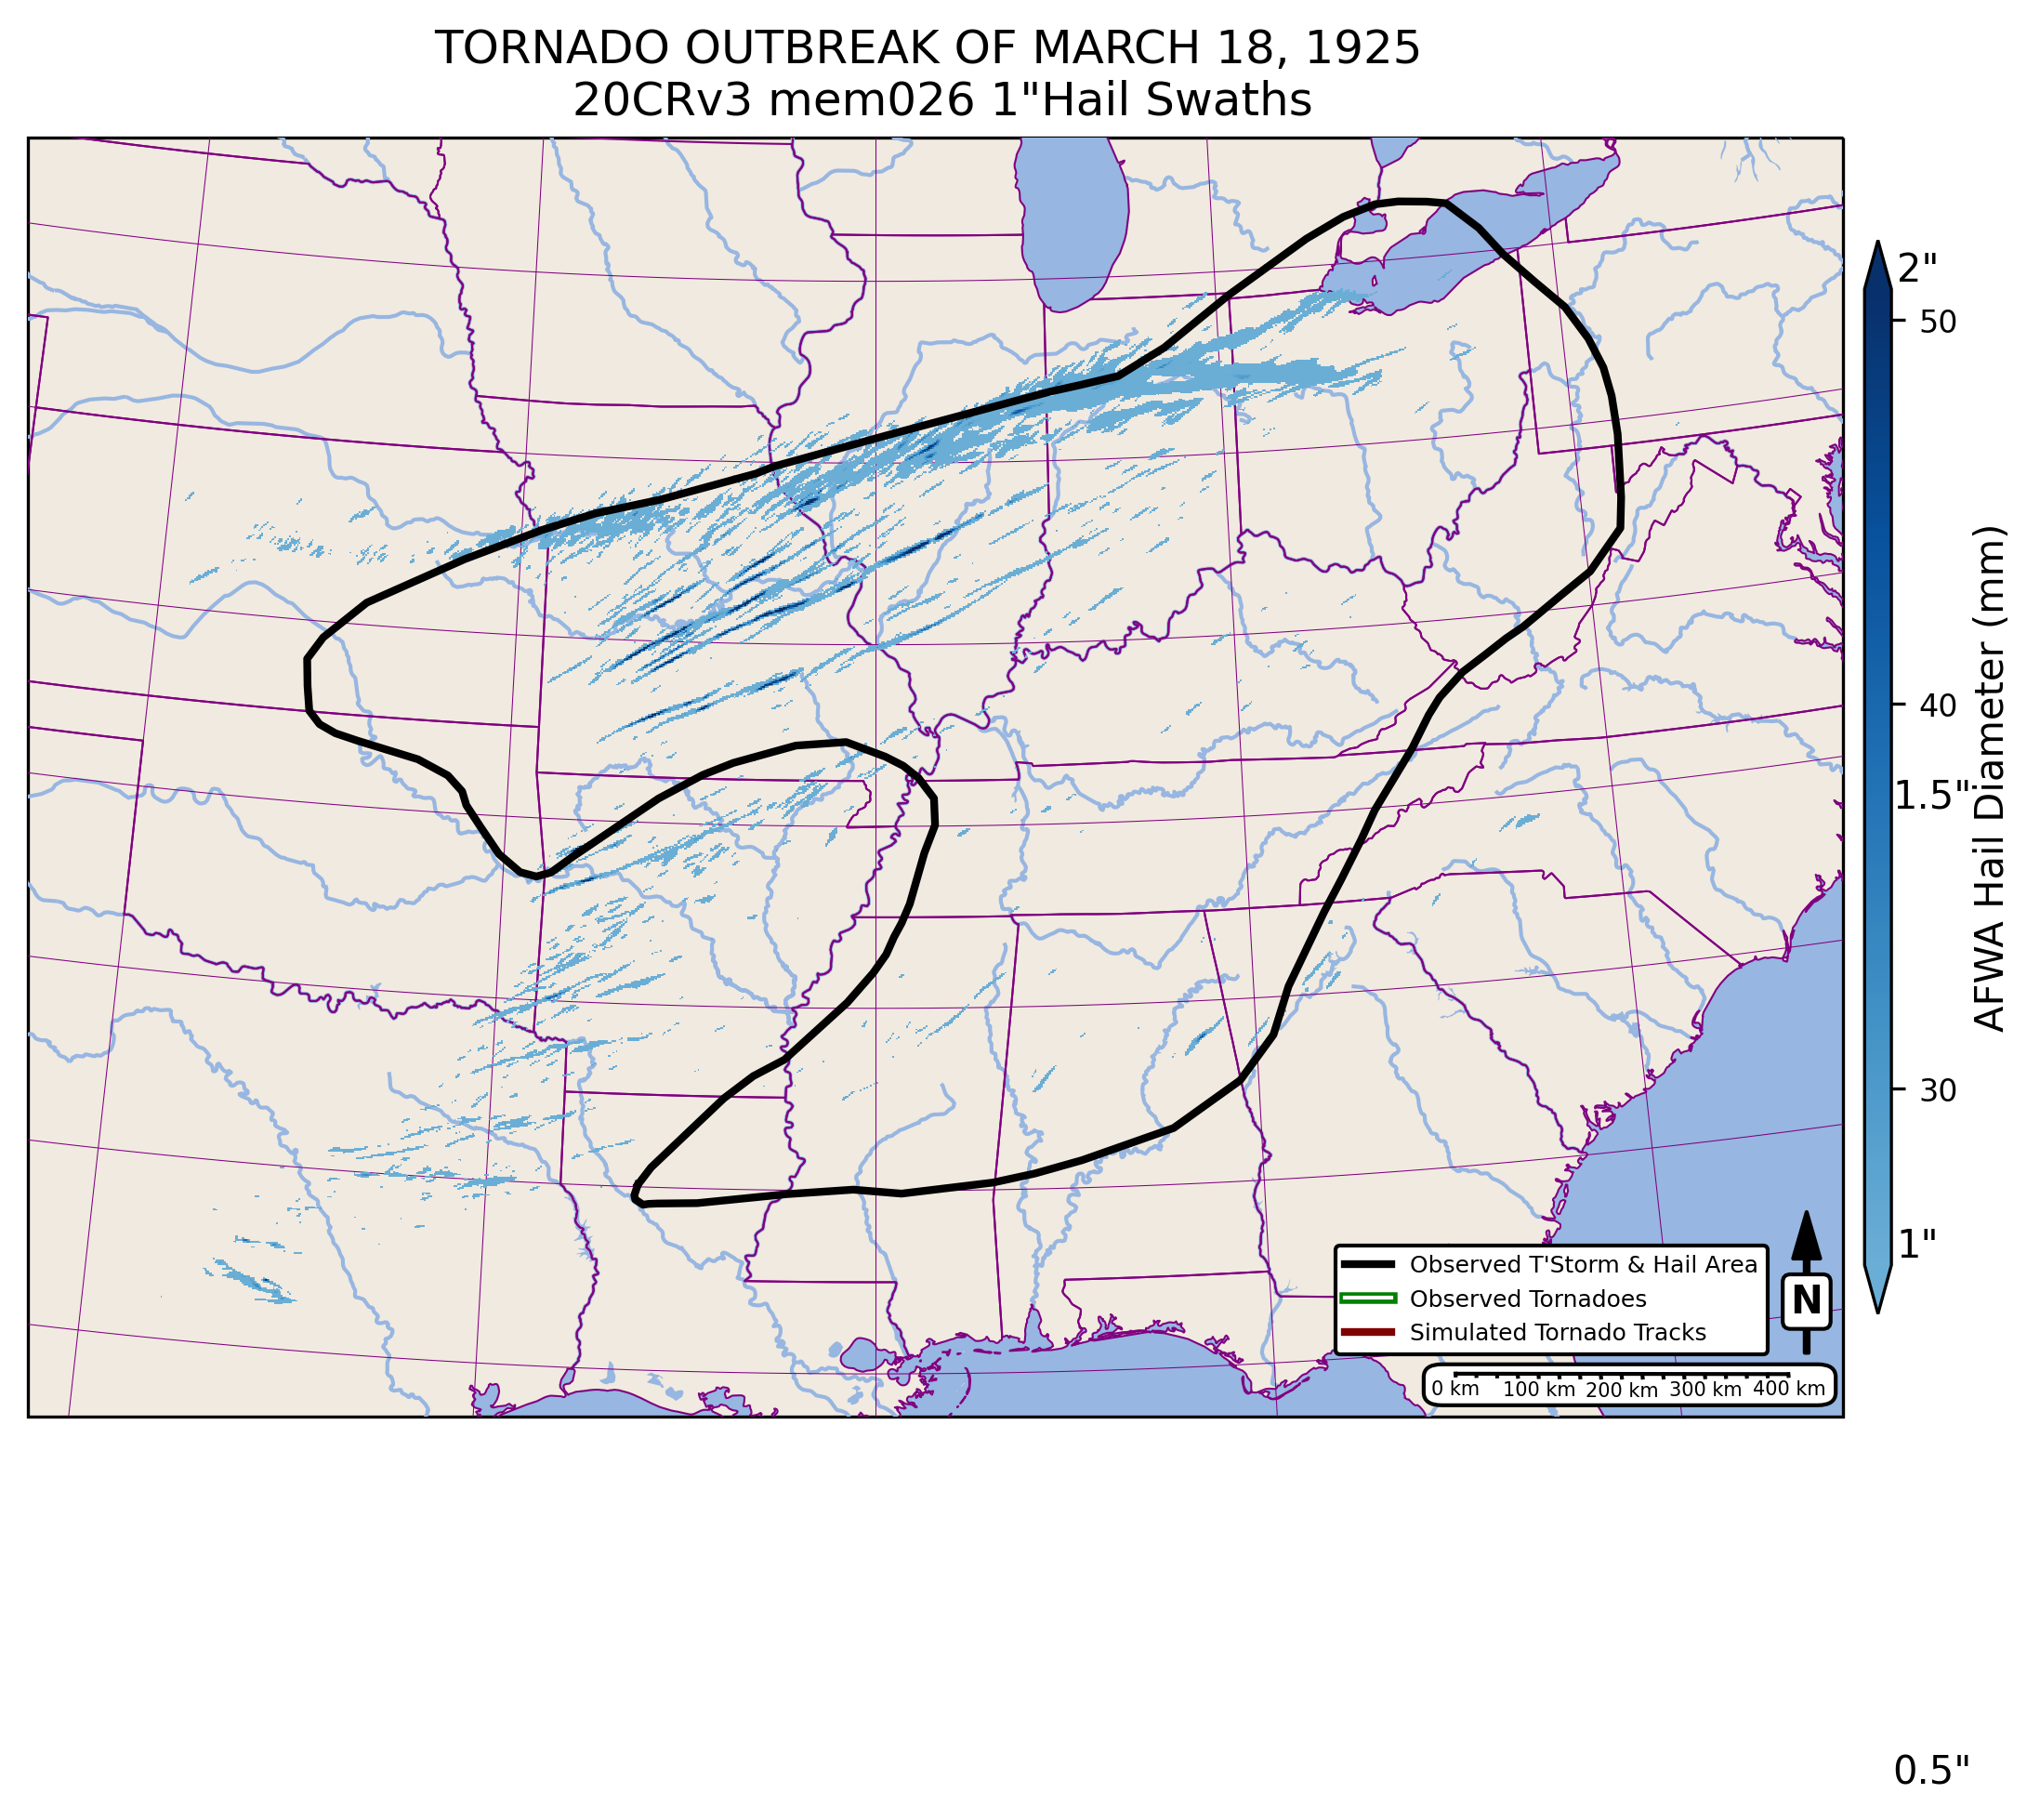 TORNADO OUTBREAK OF MARCH 18, 1925
20CRv3 mem026 1"Hail Swaths
2"
50
40
1.5"
30
1"
AFWA Hail Diameter (mm)
Observed T'Storm & Hail Area
Observed Tornadoes
Simulated Tornado Tracks
N
0 km 100 km 200 km 300 km 400 km
0.5"